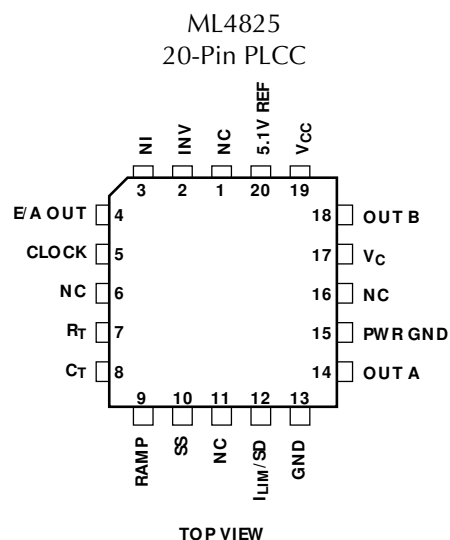 ML4825
20-Pin PLCC
NI
INV
NC
5.1V REF
VCC
3
2
1
20
19
E/A OUT 4
CLOCK 5
NC 6
RT 7
CT 8
18 OUT B
17 VC
16 NC
15 PWR GND
14 OUT A
9
10
11
12
13
RAMP
SS
NC
ILIM/SD
GND
TOP VIEW